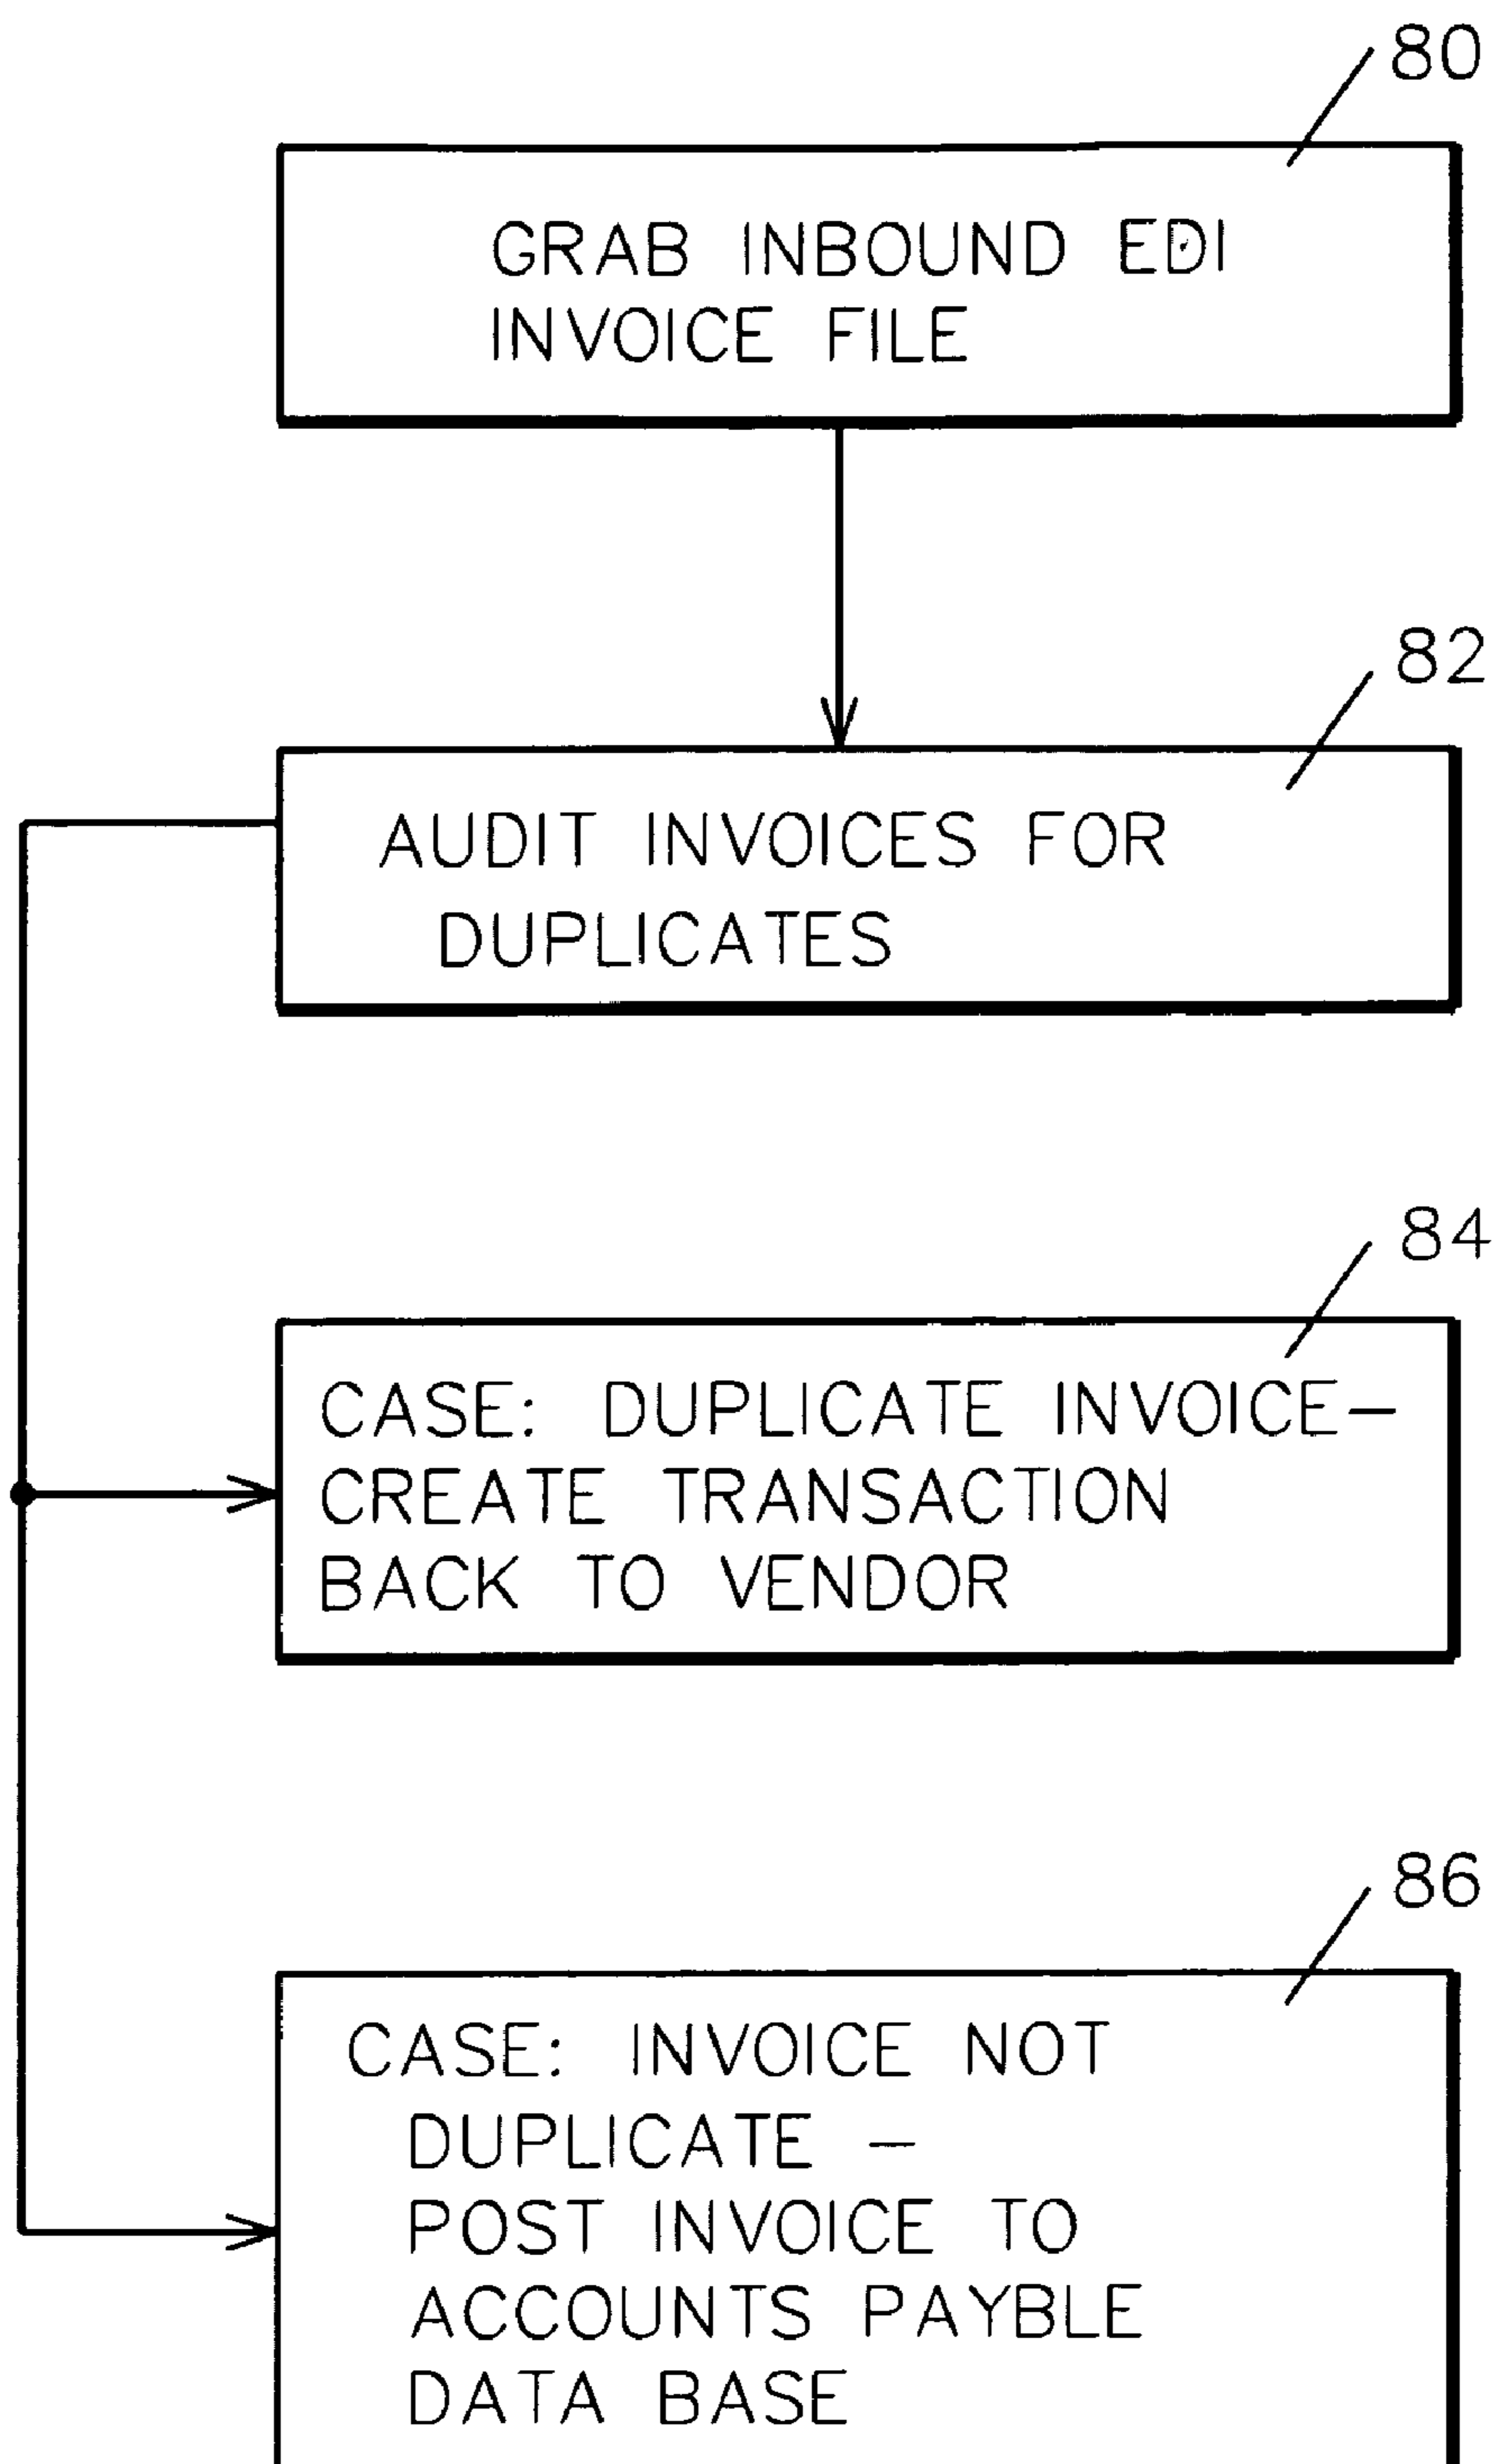 80
GRAB INBOUND EDI
INVOICE FILE
82
AUDIT INVOICES FOR
DUPLICATES
84
CASE: DUPLICATE INVOICE—
CREATE TRANSACTION
BACK TO VENDOR
86
CASE: INVOICE NOT
DUPLICATE —
POST INVOICE TO
ACCOUNTS PAYBLE
DATA BASE